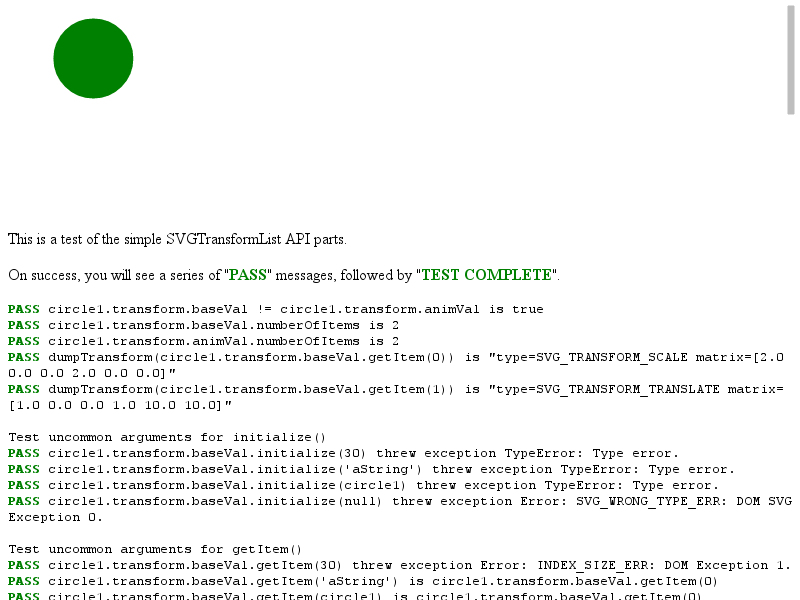 This is a test of the simple SVGTransformList API parts.
On success, you will see a series of "PASS" messages, followed by "TEST COMPLETE".
PASS circle1.transform.baseVal != circle1.transform.animVal is true
PASS circle1.transform.baseVal.numberOfItems is 2
PASS circle1.transform.animVal.numberOfItems is 2
PASS dumpTransform(circle1.transform.baseVal.getItem(0)) is "type=SVG_TRANSFORM_SCALE matrix=[2.0
0.0 0.0 2.0 0.0 0.0]"
PASS dumpTransform(circle1.transform.baseVal.getItem(1)) is "type=SVG_TRANSFORM_TRANSLATE matrix=
[1.0 0.0 0.0 1.0 10.0 10.0]"
Test uncommon arguments for initialize()
PASS circle1.transform.baseVal.initialize(30) threw exception TypeError: Type error.
PASS circle1.transform.baseVal.initialize('aString') threw exception TypeError: Type error.
PASS circle1.transform.baseVal.initialize(circle1) threw exception TypeError: Type error.
PASS circle1.transform.baseVal.initialize(null) threw exception Error: SVG_WRONG_TYPE_ERR: DOM SVG
Exception 0.
Test uncommon arguments for getItem()
PASS circle1.transform.baseVal.getItem(30) threw exception Error: INDEX_SIZE_ERR: DOM Exception 1.
PASS circle1.transform.baseVal.getItem('aString') is circle1.transform.baseVal.getItem(0)
PASS circle1.transform.baseVal.getItem(circle1) is circle1.transform.baseVal.getItem(0)